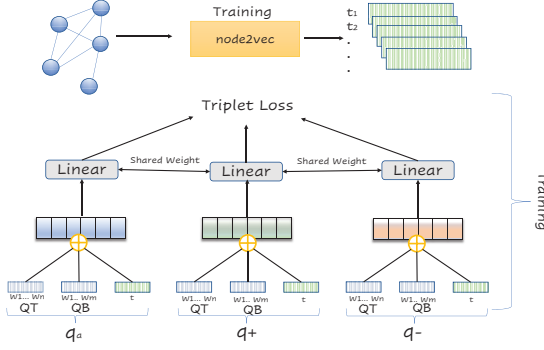 Training
node2vec
t1
t2
.
.
.
Triplet Loss
Linear
Shared Weight
Linear
Shared Weight
Linear
W1... Wn
W1.. Wm
t
QT
QB
qa
W1... Wn
W1.. Wm
t
QT
QB
q+
W1... Wn
W1.. Wm
t
QT
QB
q-
Training